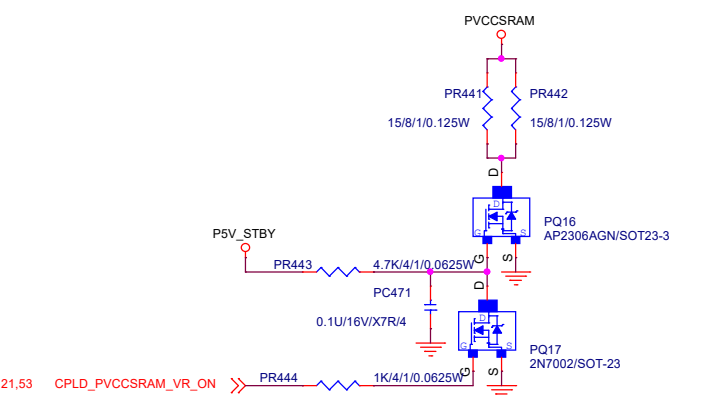 PVCCSRAM
PR441
PR442
15/8/1/0.125W
15/8/1/0.125W
D
D
G
S
PQ16
AP2306AGN/SOT23-3
P5V_STBY
G
S
PR443
4.7K/4/1/0.0625W
D
PC471
0.1U/16V/X7R/4
D
G
S
PQ17
2N7002/SOT-23
G
S
21,53
CPLD_PVCCSRAM_VR_ON
PR444
1K/4/1/0.0625W